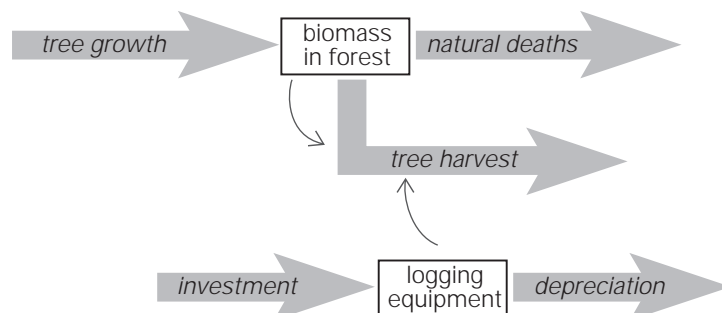 tree growth
biomass
in forest
natural deaths
tree harvest
investment
logging
equipment
depreciation